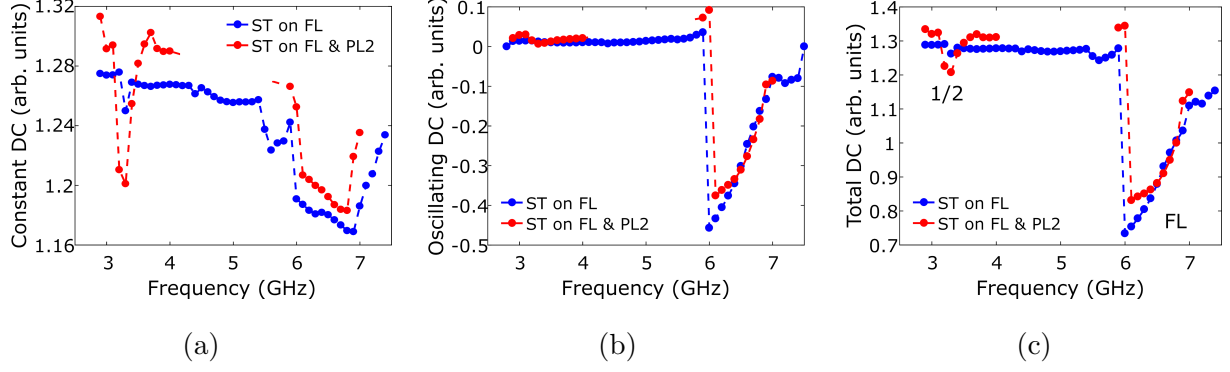 Constant DC (arb. units)
1.32
1.28
1.24
1.2
1.16
ST on FL
ST on FL & PL2
3 4 5 6 7
Frequency (GHz)
(a)
Oscillating DC (arb. units)
0.1
0
-0.1
-0.2
-0.3
-0.4
-0.5
ST on FL
ST on FL & PL2
3 4 5 6 7
Frequency (GHz)
(b)
Total DC (arb. units)
1.4
1.3
1.2
1.1
1
0.9
0.8
0.7
1/2
ST on FL
ST on FL & PL2
FL
3 4 5 6 7
Frequency (GHz)
(c)